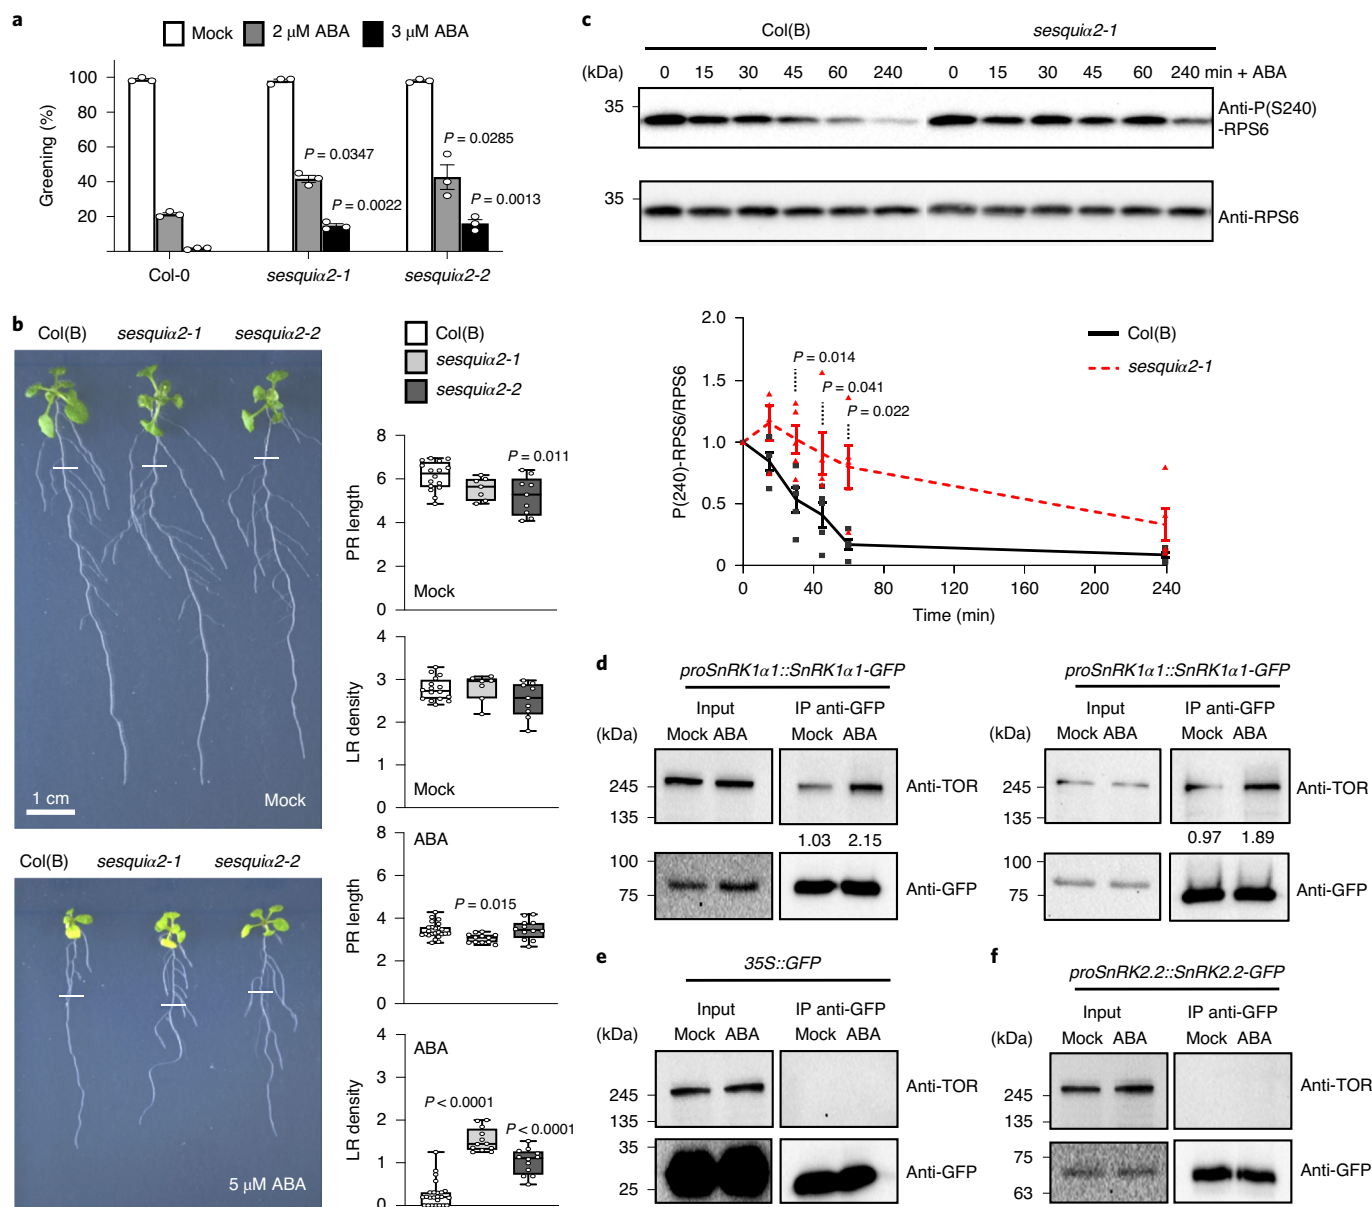 a
Mock 2 µM ABA 3 µM ABA
Greening (%)
100
80
60
40
20
P = 0.0347
P = 0.0022
P = 0.0285
P = 0.0013
Col-0 sesquiα2-1 sesquiα2-2
b
Col(B) sesquiα2-1 sesquiα2-2
1 cm
Mock
Col(B) sesquiα2-1 sesquiα2-2
5 µM ABA
Col(B)
sesquiα2-1
sesquiα2-2
PR length
8
6
4
2
0
P = 0.011
Mock
LR density
4
3
2
1
0
Mock
PR length
8
6
4
2
0
ABA
P = 0.015
LR density
4
3
2
1
0
ABA
P < 0.0001
P < 0.0001
c
Col(B) sesquiα2-1
(kDa) 0 15 30 45 60 240 0 15 30 45 60 240 min + ABA
35
Anti-P(S240)
-RPS6
35
Anti-RPS6
P(240)-RPS6/RPS6
2.0
1.5
1.0
0.5
0
P = 0.014
P = 0.041
P = 0.022
Col(B)
sesquiα2-1
0 40 80 120 160 200 240
Time (min)
d
proSnRK1α1::SnRK1α1-GFP
Input IP anti-GFP
(kDa) Mock ABA Mock ABA
245
135
Anti-TOR
1.03 2.15
100
75
Anti-GFP
proSnRK1α1::SnRK1α1-GFP
Input IP anti-GFP
(kDa) Mock ABA Mock ABA
245
135
Anti-TOR
0.97 1.89
100
75
Anti-GFP
e
35S::GFP
Input IP anti-GFP
(kDa) Mock ABA Mock ABA
245
135
Anti-TOR
35
25
Anti-GFP
f
proSnRK2.2::SnRK2.2-GFP
Input IP anti-GFP
(kDa) Mock ABA Mock ABA
245
135
Anti-TOR
75
63
Anti-GFP